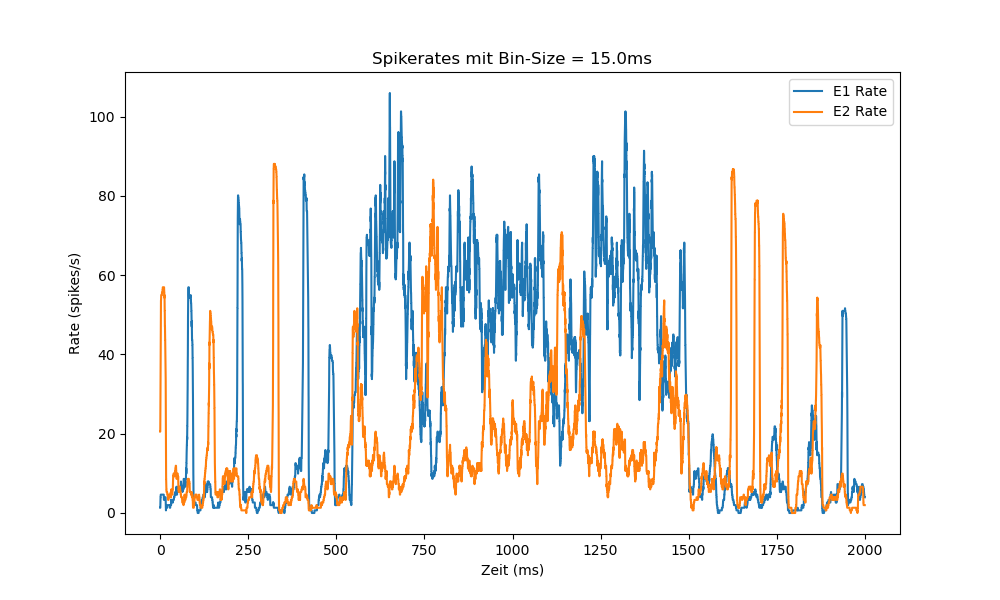 Spikerates mit Bin-Size = 15.0ms
E1 Rate
E2 Rate
100
80
60
40
20
0
Rate (spikes/s)
0 250 500 750 1000 1250 1500 1750 2000
Zeit (ms)